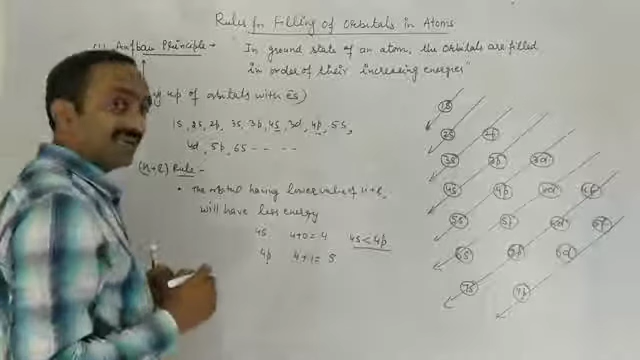 Rules for Filling of Orbitals in Atoms
(1) Aufbau Principle → " In ground state of an atom, the orbitals are filled
in order of their increasing energies"
up of orbitals with es)
1s, 2s, 2p, 3s, 3p, 4s, 3d, 4p, 5s,
4d, 5p, 6s - - - -
(n+l) Rule -
• The orbital having lower value of n+l,
will have less energy
4s 4+0=4 4s<4p
4p 4+1= 5
1s
2s 2p
3s 3p 3d
4s 4p 4d 4f
5s 5p 5d 5f
6s 6p 6d
7s 7p